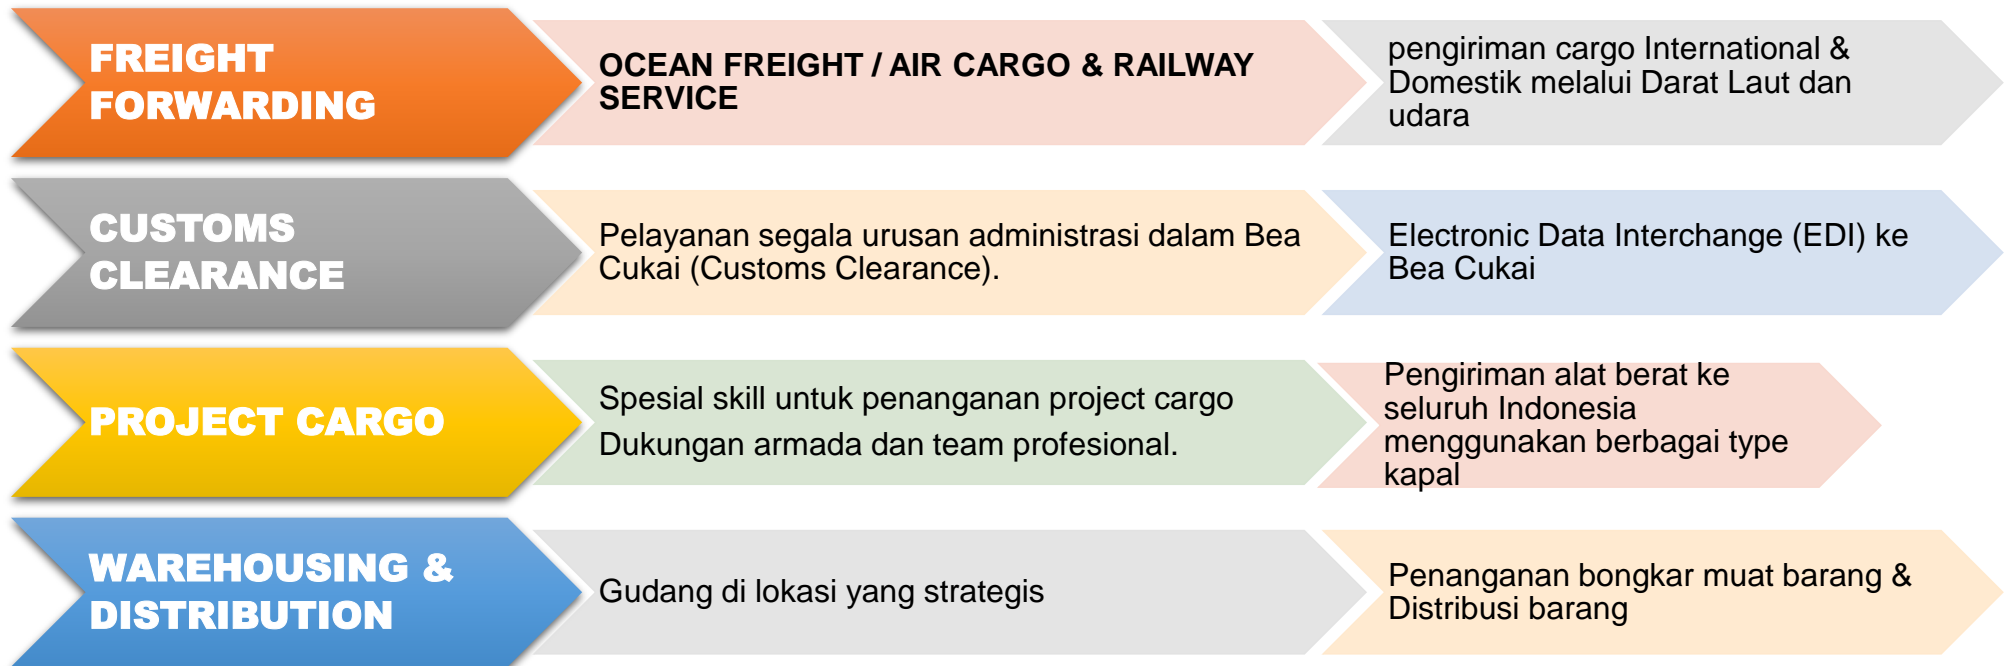 FREIGHT
FORWARDING
OCEAN FREIGHT / AIR CARGO & RAILWAY
SERVICE
pengiriman cargo International &
Domestik melalui Darat Laut dan
udara
CUSTOMS
CLEARANCE
Pelayanan segala urusan administrasi dalam Bea
Cukai (Customs Clearance).
Electronic Data Interchange (EDI) ke
Bea Cukai
PROJECT CARGO
Spesial skill untuk penanganan project cargo
Dukungan armada dan team profesional.
Pengiriman alat berat ke
seluruh Indonesia
menggunakan berbagai type
kapal
WAREHOUSING &
DISTRIBUTION
Gudang di lokasi yang strategis
Penanganan bongkar muat barang &
Distribusi barang